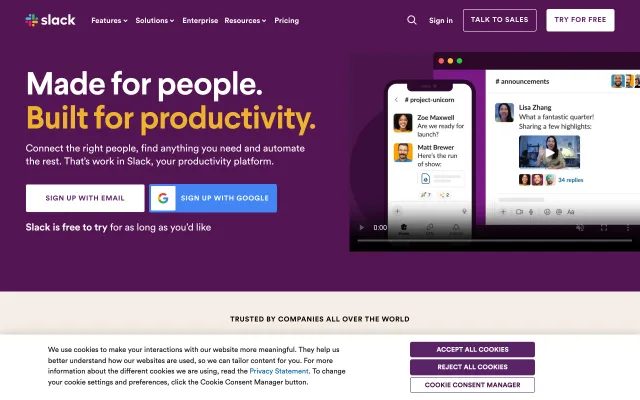 slack Features Solutions Enterprise Resources Pricing Sign in TALK TO SALES TRY FOR FREE
Made for people.
Built for productivity.
Connect the right people, find anything you need and automate
the rest. That's work in Slack, your productivity platform.
SIGN UP WITH EMAIL SIGN UP WITH GOOGLE
Slack is free to try for as long as you'd like
# project-unicorn
Zoe Maxwell
Are we ready for
launch?
Matt Brewer
Here's the run
of show:
7 2
# announcements
Lisa Zhang
What a fantastic quarter!
Sharing a few highlights:
34 replies
Aa
0:00
TRUSTED BY COMPANIES ALL OVER THE WORLD
We use cookies to make your interactions with our website more meaningful. They help us
better understand how our websites are used, so we can tailor content for you. For more
information about the different cookies we are using, read the Privacy Statement. To change
your cookie settings and preferences, click the Cookie Consent Manager button.
ACCEPT ALL COOKIES
REJECT ALL COOKIES
COOKIE CONSENT MANAGER